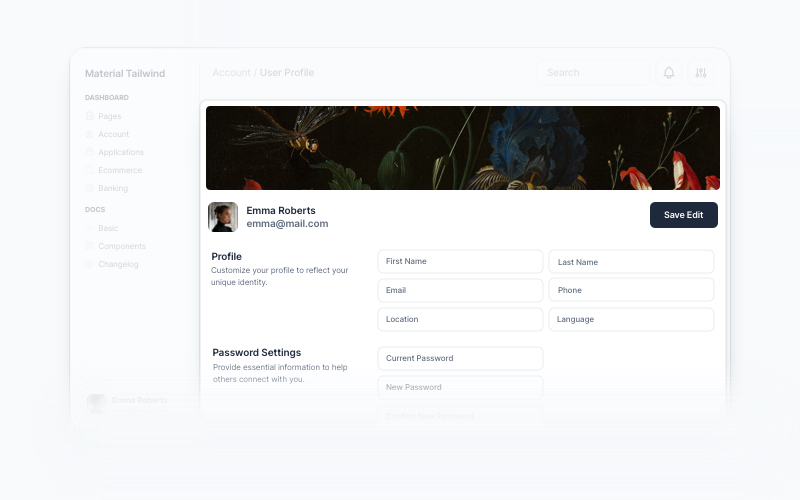 Material Tailwind
Account / User Profile
Search
DASHBOARD
Pages
Account
Applications
Ecommerce
Banking
DOCS
Basic
Components
Changelog
Emma Roberts
Emma Roberts
emma@mail.com
Save Edit
Profile
Customize your profile to reflect your
unique identity.
First Name
Last Name
Email
Phone
Location
Language
Password Settings
Provide essential information to help
others connect with you.
Current Password
New Password
Confirm New Password